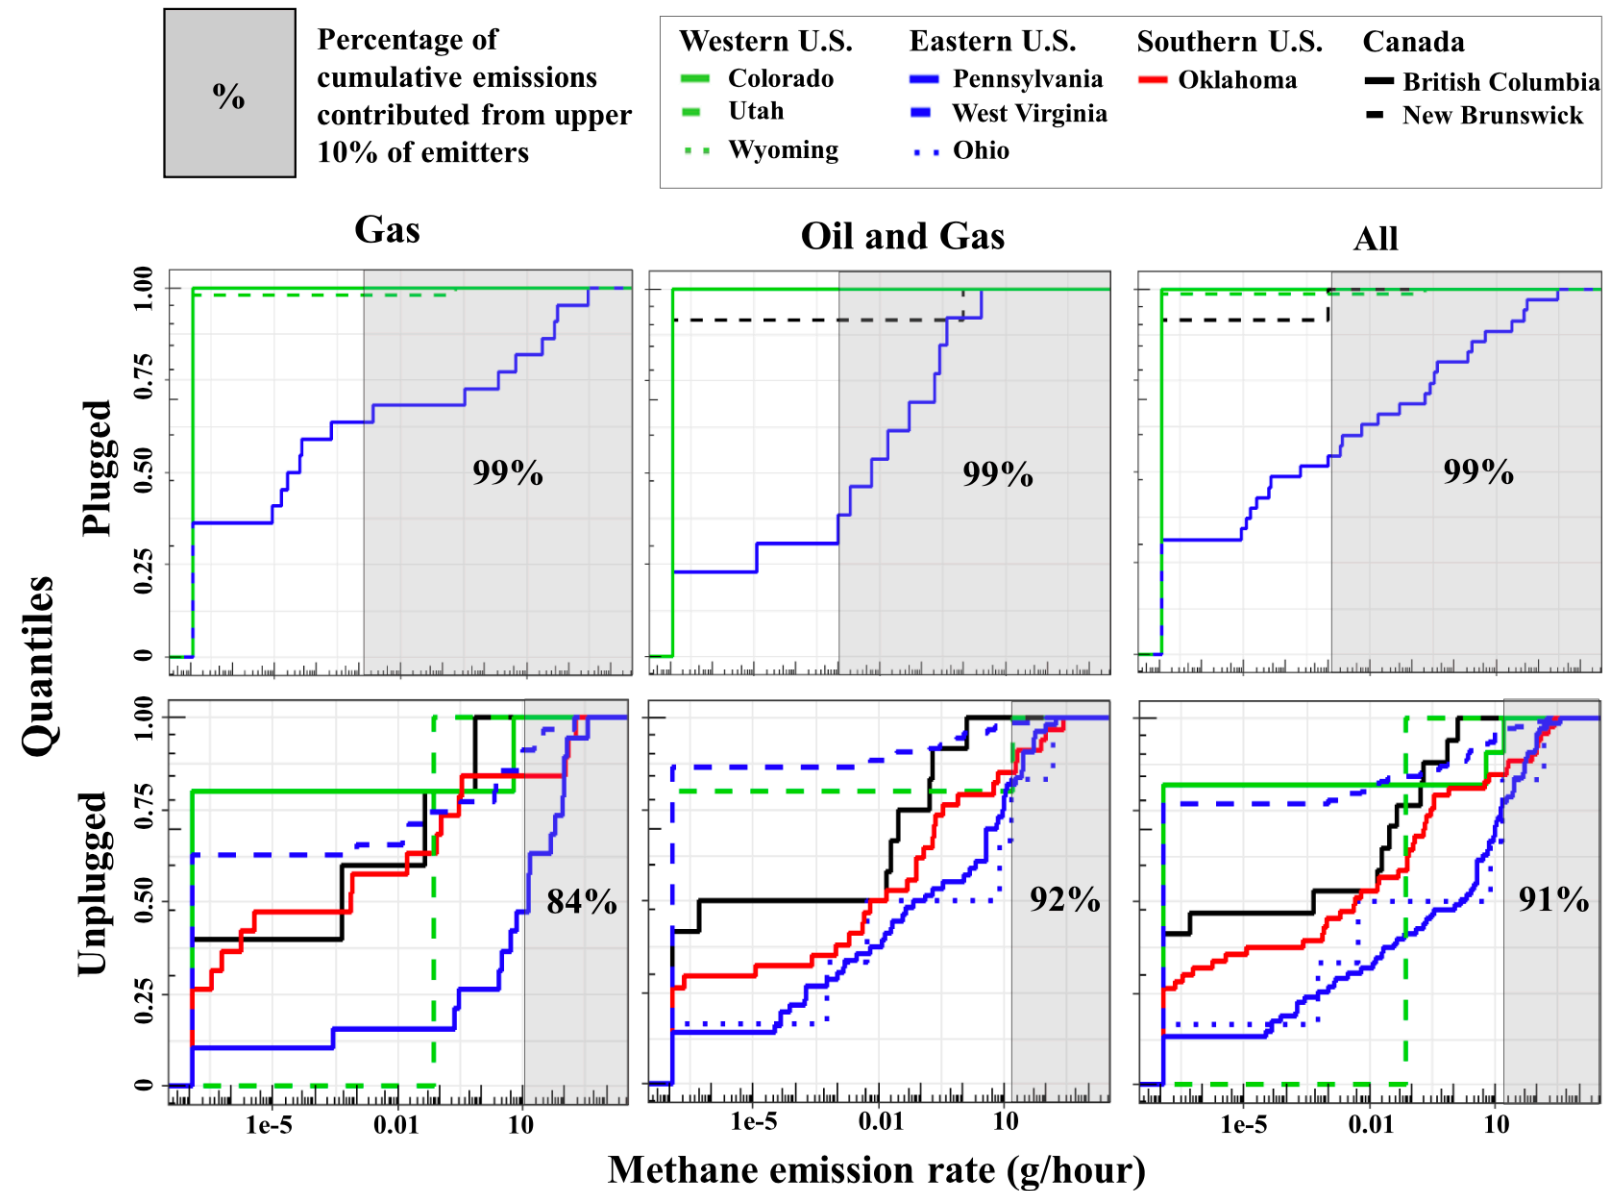 %
Percentage of
cumulative emissions
contributed from upper
10% of emitters
Western U.S.
Colorado
Utah
Wyoming
Eastern U.S.
Pennsylvania
West Virginia
Ohio
Southern U.S.
Oklahoma
Canada
British Columbia
New Brunswick
Gas
Oil and Gas
All
Quantiles
Plugged
1.00
0.75
0.50
0.25
0
99%
99%
99%
Unplugged
1.00
0.75
0.50
0.25
0
84%
92%
91%
1e-5
0.01
10
1e-5
0.01
10
1e-5
0.01
10
Methane emission rate (g/hour)